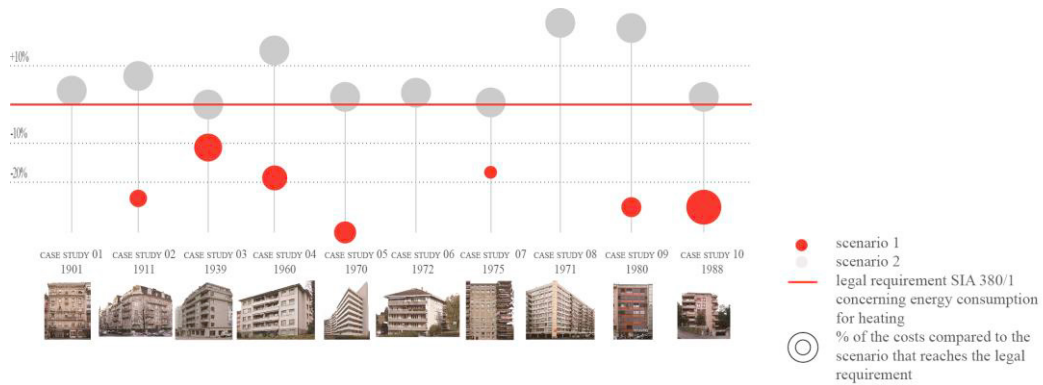 +10%
-10%
-20%
CASE STUDY 01
1901
CASE STUDY 02
1911
CASE STUDY 03
1939
CASE STUDY 04
1960
CASE STUDY 05
1970
CASE STUDY 06
1972
CASE STUDY 07
1975
CASE STUDY 08
1971
CASE STUDY 09
1980
CASE STUDY 10
1988
scenario 1
scenario 2
legal requirement SIA 380/1
concerning energy consumption
for heating
% of the costs compared to the
scenario that reaches the legal
requirement